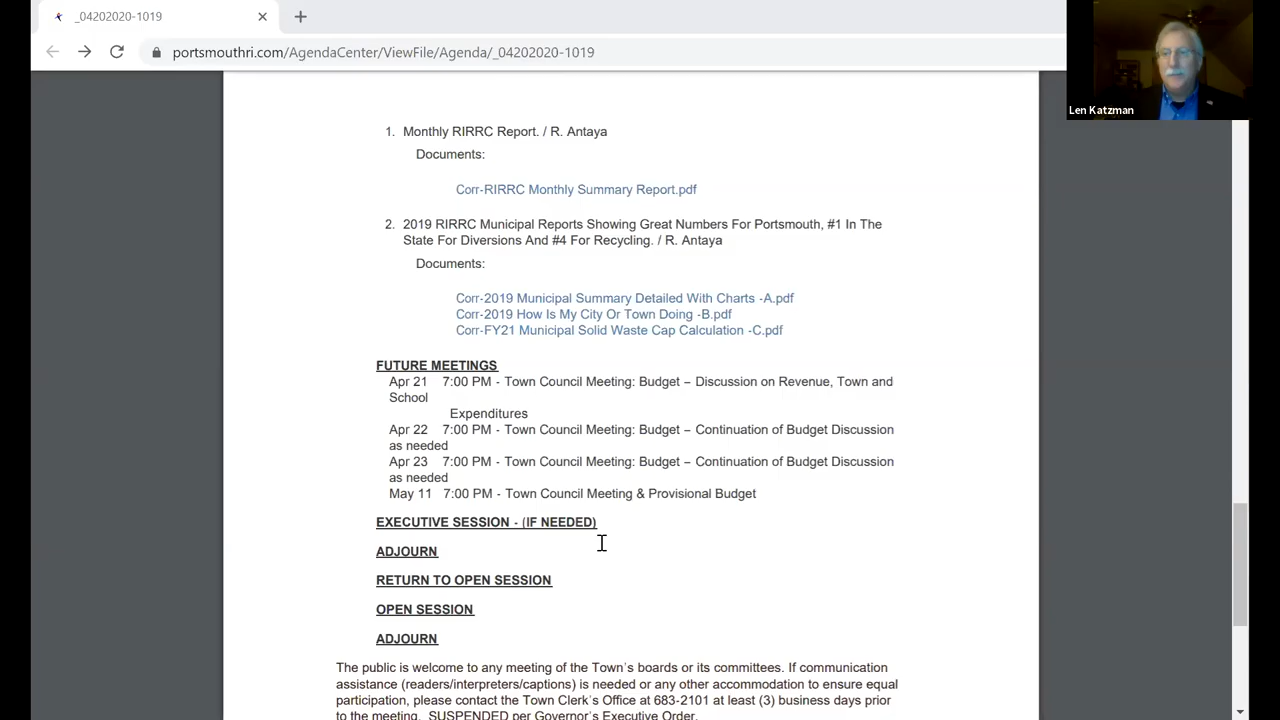 _04202020-1019
portsmouthri.com/AgendaCenter/ViewFile/Agenda/_04202020-1019
Len Katzman
1. Monthly RIRRC Report. / R. Antaya
Documents:
Corr-RIRRC Monthly Summary Report.pdf
2. 2019 RIRRC Municipal Reports Showing Great Numbers For Portsmouth, #1 In The
State For Diversions And #4 For Recycling. / R. Antaya
Documents:
Corr-2019 Municipal Summary Detailed With Charts -A.pdf
Corr-2019 How Is My City Or Town Doing -B.pdf
Corr-FY21 Municipal Solid Waste Cap Calculation -C.pdf
FUTURE MEETINGS
Apr 21 7:00 PM - Town Council Meeting: Budget – Discussion on Revenue, Town and
School
Expenditures
Apr 22 7:00 PM - Town Council Meeting: Budget – Continuation of Budget Discussion
as needed
Apr 23 7:00 PM - Town Council Meeting: Budget – Continuation of Budget Discussion
as needed
May 11 7:00 PM - Town Council Meeting & Provisional Budget
EXECUTIVE SESSION - (IF NEEDED)
ADJOURN
RETURN TO OPEN SESSION
OPEN SESSION
ADJOURN
The public is welcome to any meeting of the Town's boards or its committees. If communication
assistance (readers/interpreters/captions) is needed or any other accommodation to ensure equal
participation, please contact the Town Clerk's Office at 683-2101 at least (3) business days prior
to the meeting. SUSPENDED per Governor's Executive Order.